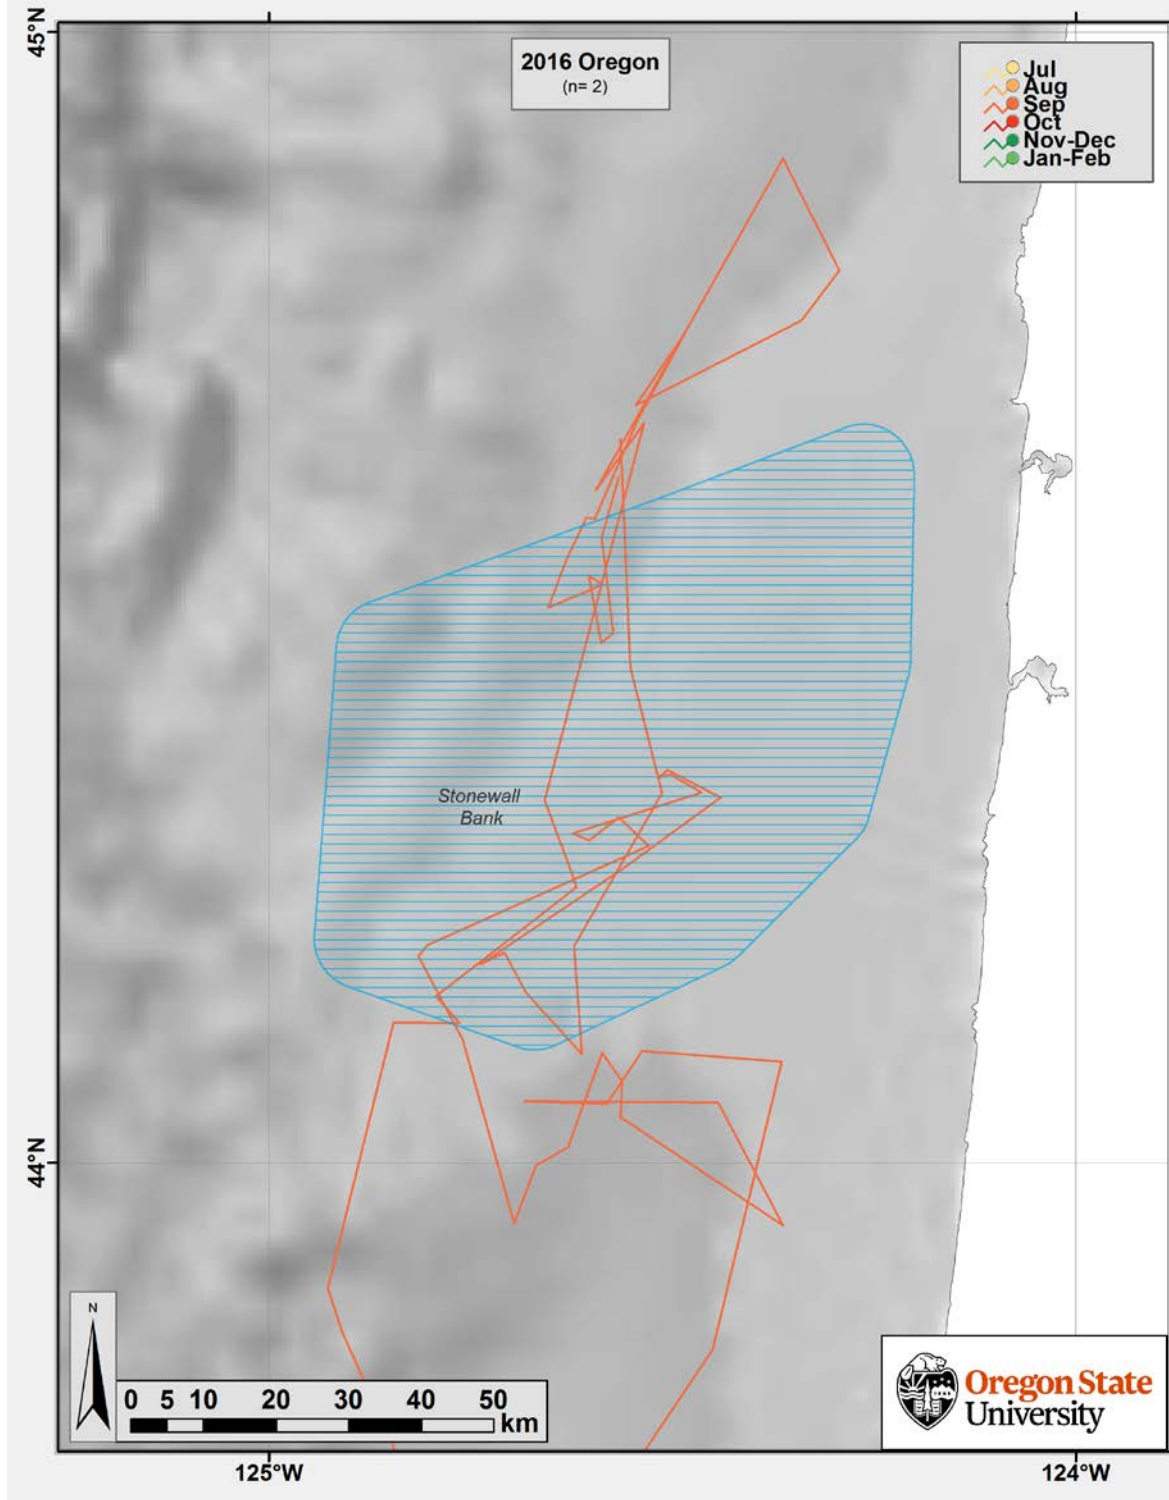 45°N
2016 Oregon
(n= 2)
Jul
Aug
Sep
Oct
Nov-Dec
Jan-Feb
Stonewall
Bank
44°N
N
0 5 10 20 30 40 50
km
Oregon State
University
125°W 124°W